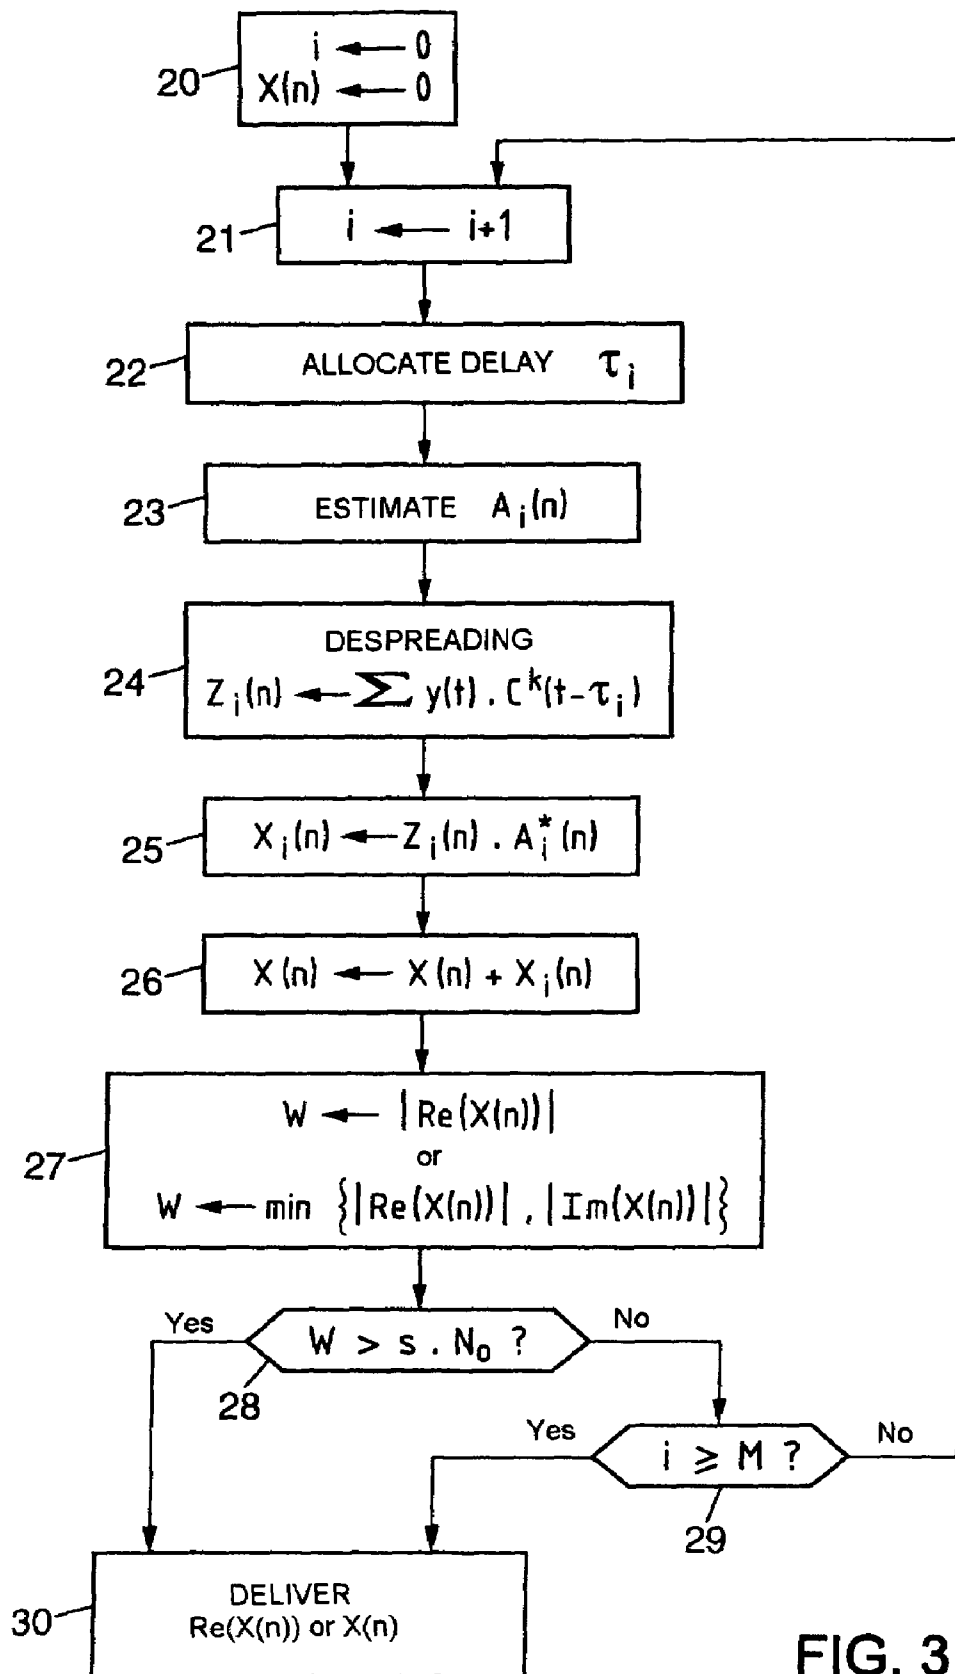 i ← 0
20
X(n) ← 0
21
i ← i+1
22
ALLOCATE DELAY τi
23
ESTIMATE Ai(n)
DESPREADING
24
Zi(n) ← Σ y(t) . C^k(t-τi)
25
Xi(n) ← Zi(n) . Ai*(n)
26
X(n) ← X(n) + Xi(n)
W ← |Re(X(n))|
27
or
W ← min {|Re(X(n))| , |Im(X(n))|}
Yes
No
W > s . N0 ?
28
Yes
No
i ⩾ M ?
29
DELIVER
30
Re(X(n)) or X(n)
FIG. 3